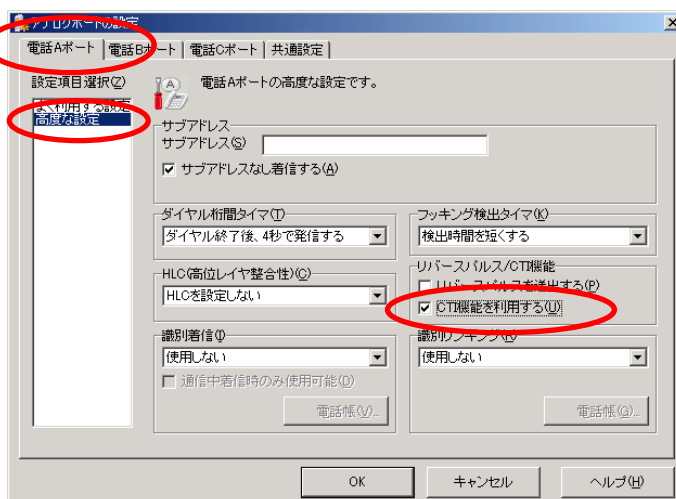 アナログポートの設定
電話Aポート 電話Bポート 電話Cポート 共通設定
設定項目選択(Z)
よく利用する設定
高度な設定
電話Aポートの高度な設定です。
サブアドレス
サブアドレス(S)
サブアドレスなし着信する(A)
ダイヤル桁間タイマ(T)
ダイヤル終了後、4秒で発信する
フッキング検出タイマ(K)
検出時間を短くする
HLC(高位レイヤ整合性)(C)
HLCを設定しない
リバースパルス/CTI機能
リバースパルスを送出する(P)
CTI機能を利用する(U)
識別着信(I)
使用しない
通信中着信時のみ使用可能(D)
電話帳(V)...
識別リンギング(R)
使用しない
電話帳(G)...
OK キャンセル ヘルプ(H)